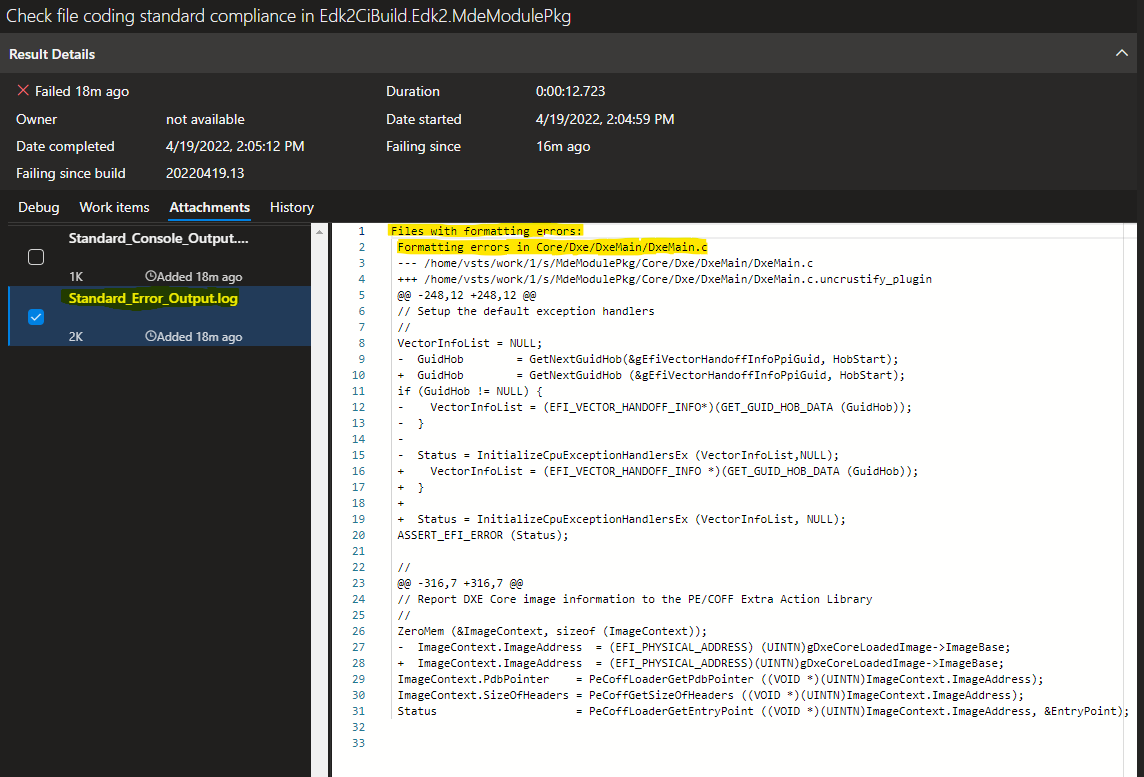 Check file coding standard compliance in Edk2CiBuild.Edk2.MdeModulePkg
Result Details
Failed 18m ago
Duration 0:00:12.723
Owner not available
Date started 4/19/2022, 2:04:59 PM
Date completed 4/19/2022, 2:05:12 PM
Failing since 16m ago
Failing since build 20220419.13
Debug Work items Attachments History
Standard_Console_Output....
1K Added 18m ago
Standard_Error_Output.log
2K Added 18m ago
1 Files with formatting errors:
2 Formatting errors in Core/Dxe/DxeMain/DxeMain.c
3 --- /home/vsts/work/1/s/MdeModulePkg/Core/Dxe/DxeMain/DxeMain.c
4 +++ /home/vsts/work/1/s/MdeModulePkg/Core/Dxe/DxeMain/DxeMain.c.uncrustify_plugin
5 @@ -248,12 +248,12 @@
6 // Setup the default exception handlers
7 //
8 VectorInfoList = NULL;
9 -  GuidHob        = GetNextGuidHob(&gEfiVectorHandoffInfoPpiGuid, HobStart);
10 +  GuidHob        = GetNextGuidHob (&gEfiVectorHandoffInfoPpiGuid, HobStart);
11 if (GuidHob != NULL) {
12 -    VectorInfoList = (EFI_VECTOR_HANDOFF_INFO*)(GET_GUID_HOB_DATA (GuidHob));
13 -  }
14 -
15 -  Status = InitializeCpuExceptionHandlersEx (VectorInfoList,NULL);
16 +    VectorInfoList = (EFI_VECTOR_HANDOFF_INFO *)(GET_GUID_HOB_DATA (GuidHob));
17 +  }
18 +
19 +  Status = InitializeCpuExceptionHandlersEx (VectorInfoList, NULL);
20 ASSERT_EFI_ERROR (Status);
21
22 //
23 @@ -316,7 +316,7 @@
24 // Report DXE Core image information to the PE/COFF Extra Action Library
25 //
26 ZeroMem (&ImageContext, sizeof (ImageContext));
27 -  ImageContext.ImageAddress  = (EFI_PHYSICAL_ADDRESS) (UINTN)gDxeCoreLoadedImage->ImageBase;
28 +  ImageContext.ImageAddress  = (EFI_PHYSICAL_ADDRESS)(UINTN)gDxeCoreLoadedImage->ImageBase;
29 ImageContext.PdbPointer    = PeCoffLoaderGetPdbPointer ((VOID *)(UINTN)ImageContext.ImageAddress);
30 ImageContext.SizeOfHeaders = PeCoffGetSizeOfHeaders ((VOID *)(UINTN)ImageContext.ImageAddress);
31 Status                     = PeCoffLoaderGetEntryPoint ((VOID *)(UINTN)ImageContext.ImageAddress, &EntryPoint);
32
33